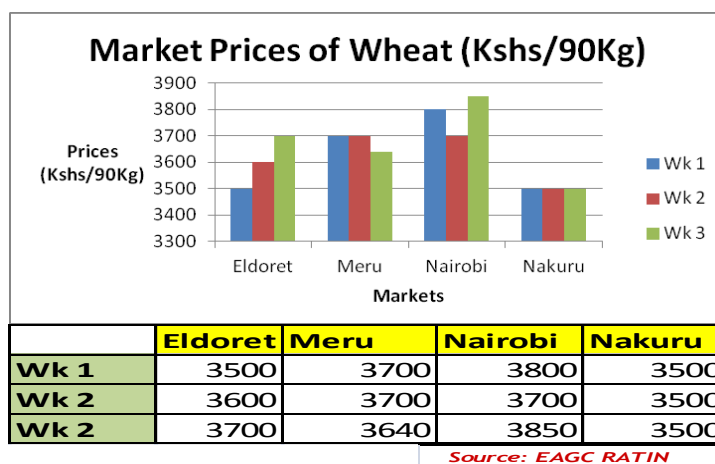 Market Prices of Wheat (Kshs/90Kg)
3900
3800
3700
3600
3500
3400
3300
Prices
(Kshs/90Kg)
Eldoret Meru Nairobi Nakuru
Markets
Wk 1
Wk 2
Wk 3
Eldoret Meru Nairobi Nakuru
Wk 1 3500 3700 3800 3500
Wk 2 3600 3700 3700 3500
Wk 2 3700 3640 3850 3500
Source: EAGC RATIN